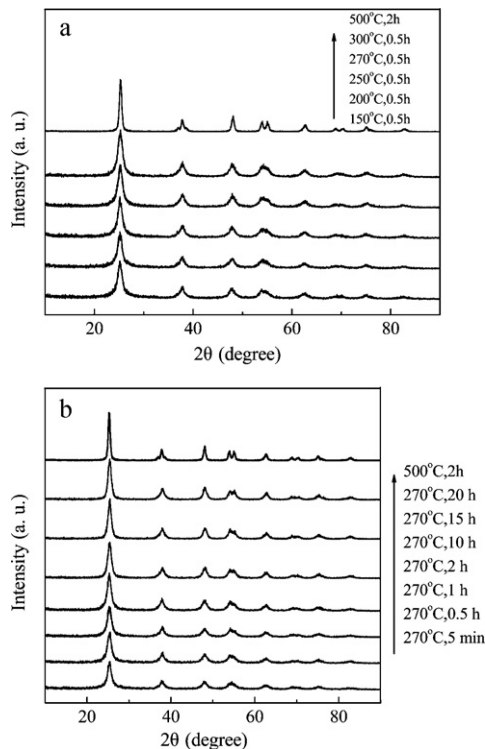 a
500°C,2h
300°C,0.5h
270°C,0.5h
250°C,0.5h
200°C,0.5h
150°C,0.5h
Intensity (a. u.)
20 40 60 80
2θ (degree)
b
500°C,2h
270°C,20 h
270°C,15 h
270°C,10 h
270°C,2 h
270°C,1 h
270°C,0.5 h
270°C,5 min
Intensity (a. u.)
20 40 60 80
2θ (degree)